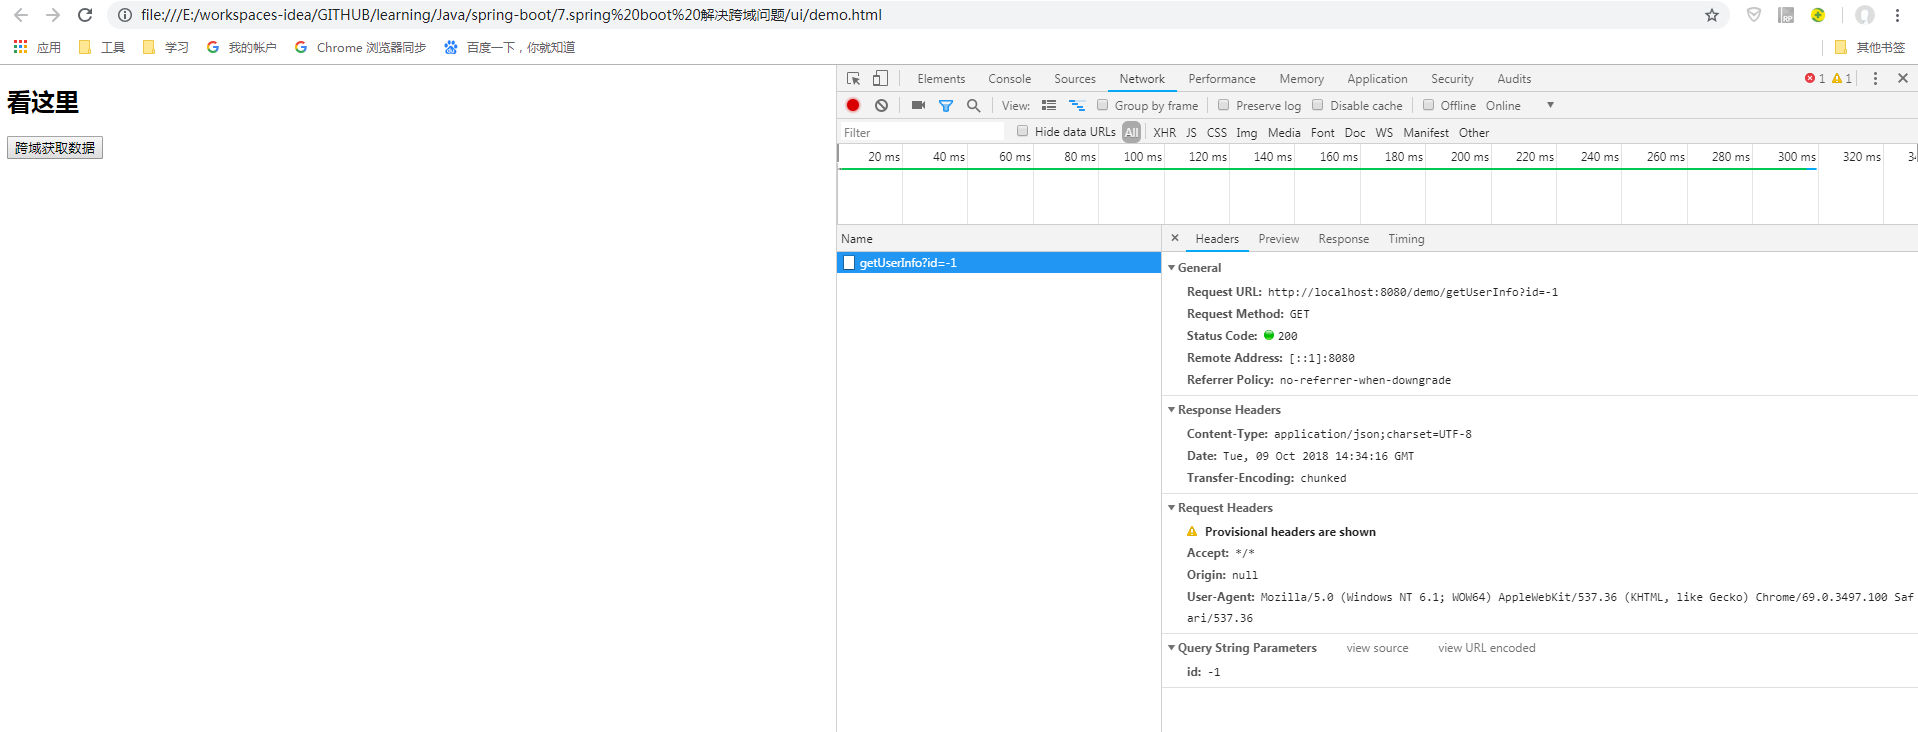 file:///E:/workspaces-idea/GITHUB/learning/Java/spring-boot/7.spring%20boot%20解决跨域问题/ui/demo.html
应用 工具 学习 我的帐户 Chrome 浏览器同步 百度一下，你就知道 其他书签
看这里
跨域获取数据
Elements Console Sources Network Performance Memory Application Security Audits 1 1
View: Group by frame Preserve log Disable cache Offline Online
Filter Hide data URLs All XHR JS CSS Img Media Font Doc WS Manifest Other
20 ms 40 ms 60 ms 80 ms 100 ms 120 ms 140 ms 160 ms 180 ms 200 ms 220 ms 240 ms 260 ms 280 ms 300 ms 320 ms
Name
getUserInfo?id=-1
Headers Preview Response Timing
General
Request URL: http://localhost:8080/demo/getUserInfo?id=-1
Request Method: GET
Status Code: 200
Remote Address: [::1]:8080
Referrer Policy: no-referrer-when-downgrade
Response Headers
Content-Type: application/json;charset=UTF-8
Date: Tue, 09 Oct 2018 14:34:16 GMT
Transfer-Encoding: chunked
Request Headers
Provisional headers are shown
Accept: */*
Origin: null
User-Agent: Mozilla/5.0 (Windows NT 6.1; WOW64) AppleWebKit/537.36 (KHTML, like Gecko) Chrome/69.0.3497.100 Saf
ari/537.36
Query String Parameters view source view URL encoded
id: -1